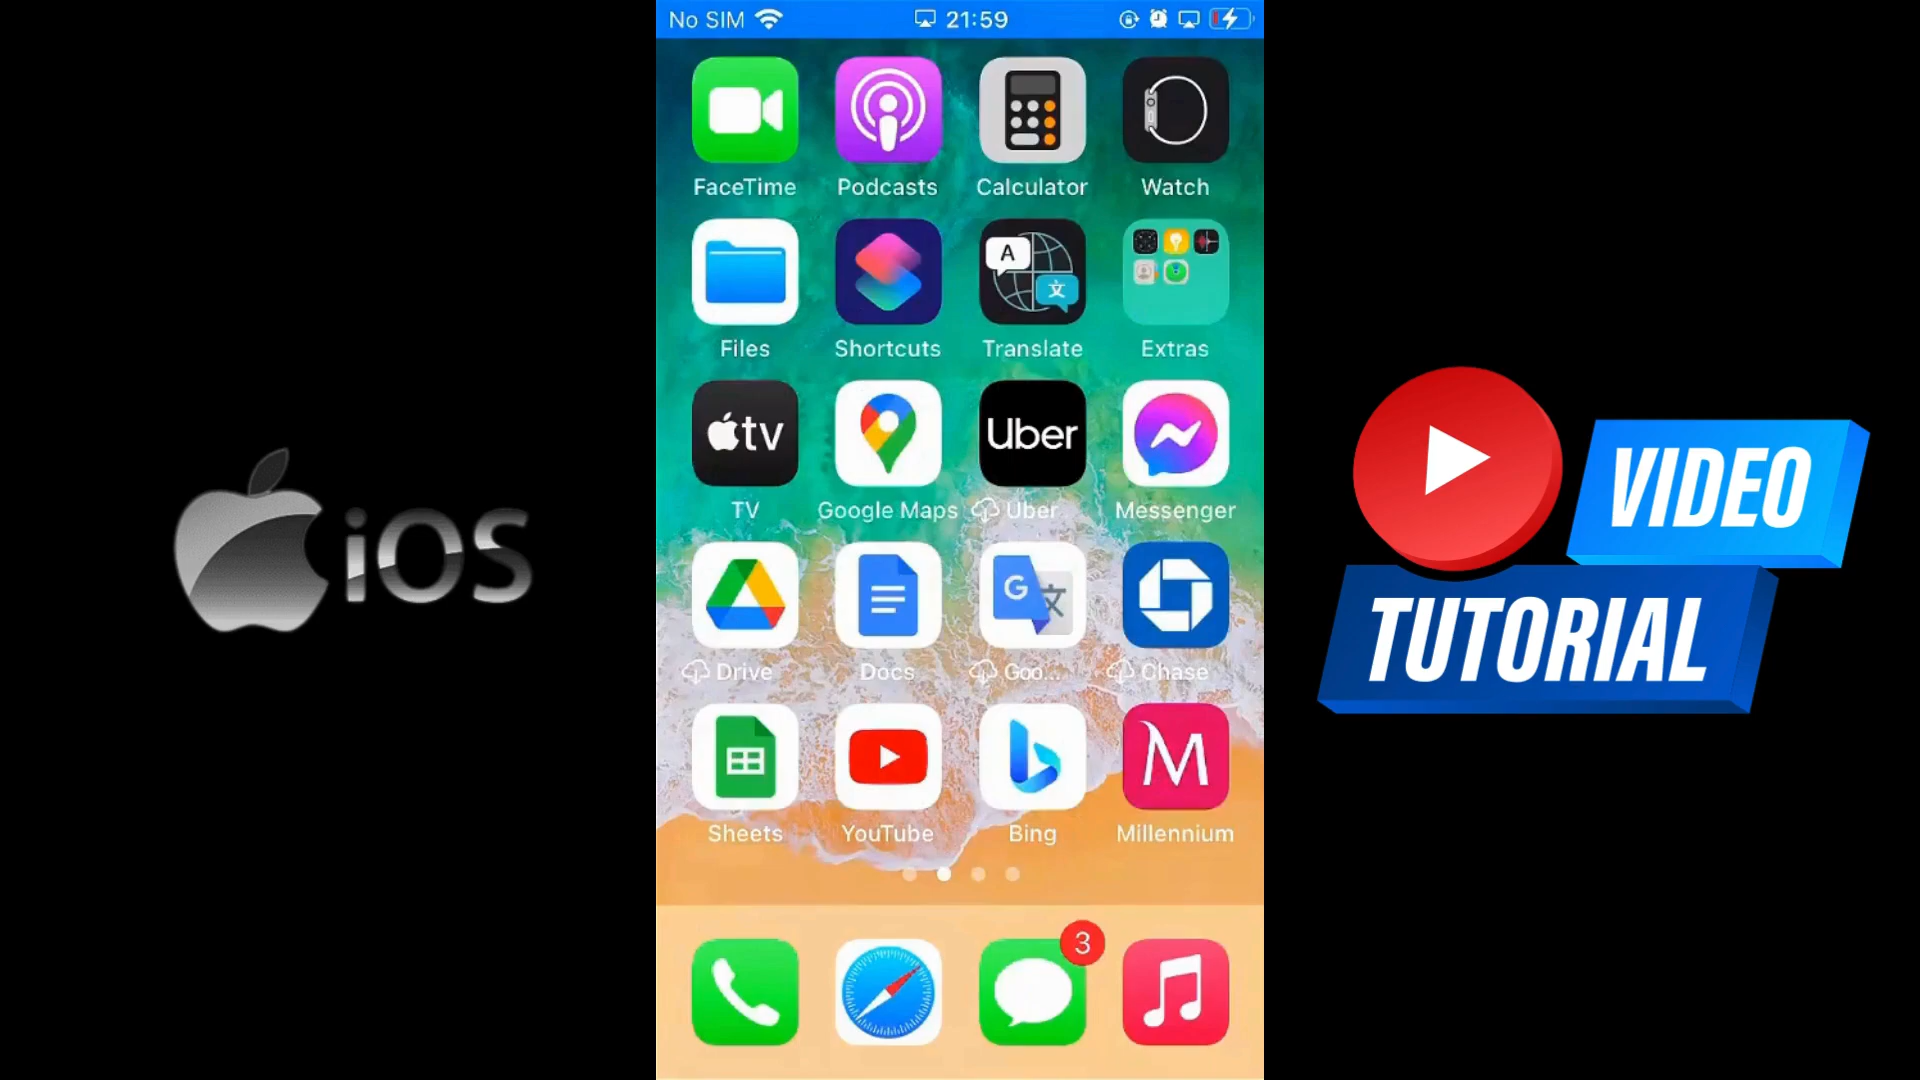 No SIM 21:59
FaceTime Podcasts Calculator Watch
A
文
Files Shortcuts Translate Extras
tv Uber
TV Google Maps Uber Messenger
G 文
Drive Docs Goo... Chase
M
Sheets YouTube Bing Millennium
3
iOS
VIDEO
TUTORIAL